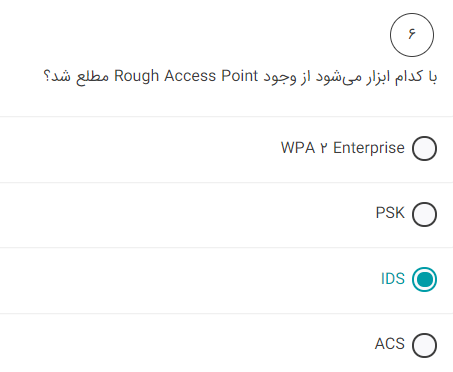 ۶
با کدام ابزار می‌شود از وجود Rough Access Point مطلع شد؟
WPA ۲ Enterprise
PSK
IDS
ACS